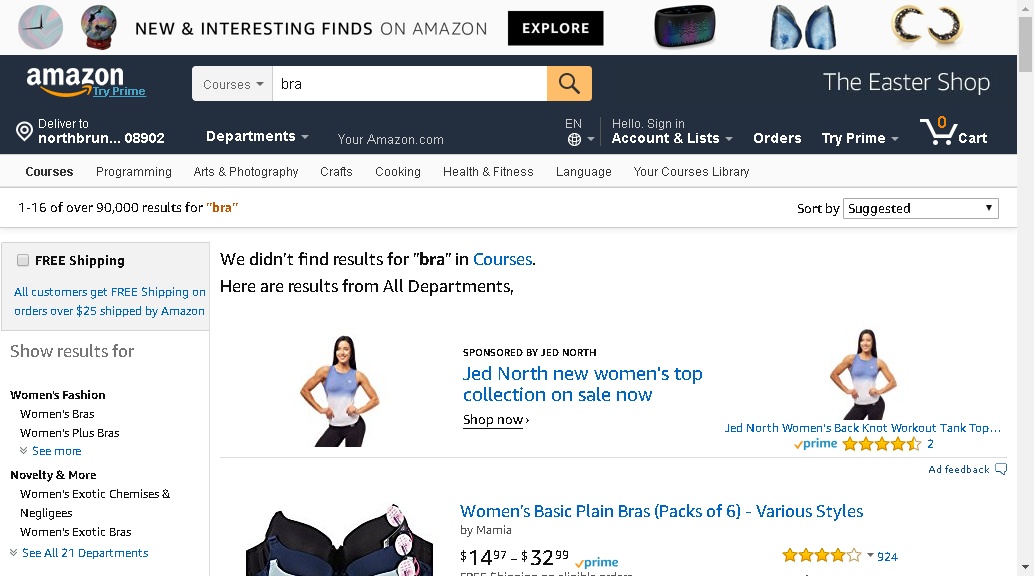 NEW & INTERESTING FINDS ON AMAZON
EXPLORE
amazon
Try Prime
Courses
bra
The Easter Shop
Deliver to
northbrun... 08902
Departments
Your Amazon.com
EN
Hello. Sign in
Account & Lists
Orders
Try Prime
0
Cart
Courses Programming Arts & Photography Crafts Cooking Health & Fitness Language Your Courses Library
1-16 of over 90,000 results for "bra"
Sort by Suggested
FREE Shipping
All customers get FREE Shipping on
orders over $25 shipped by Amazon
Show results for
Women's Fashion
Women's Bras
Women's Plus Bras
See more
Novelty & More
Women's Exotic Chemises &
Negligees
Women's Exotic Bras
See All 21 Departments
We didn't find results for "bra" in Courses.
Here are results from All Departments,
SPONSORED BY JED NORTH
Jed North new women's top
collection on sale now
Shop now ›
Jed North Women's Back Knot Workout Tank Top...
prime 2
Ad feedback
Women's Basic Plain Bras (Packs of 6) - Various Styles
by Mamia
$14.97 - $32.99 prime
924
FREE Shipping on eligible orders